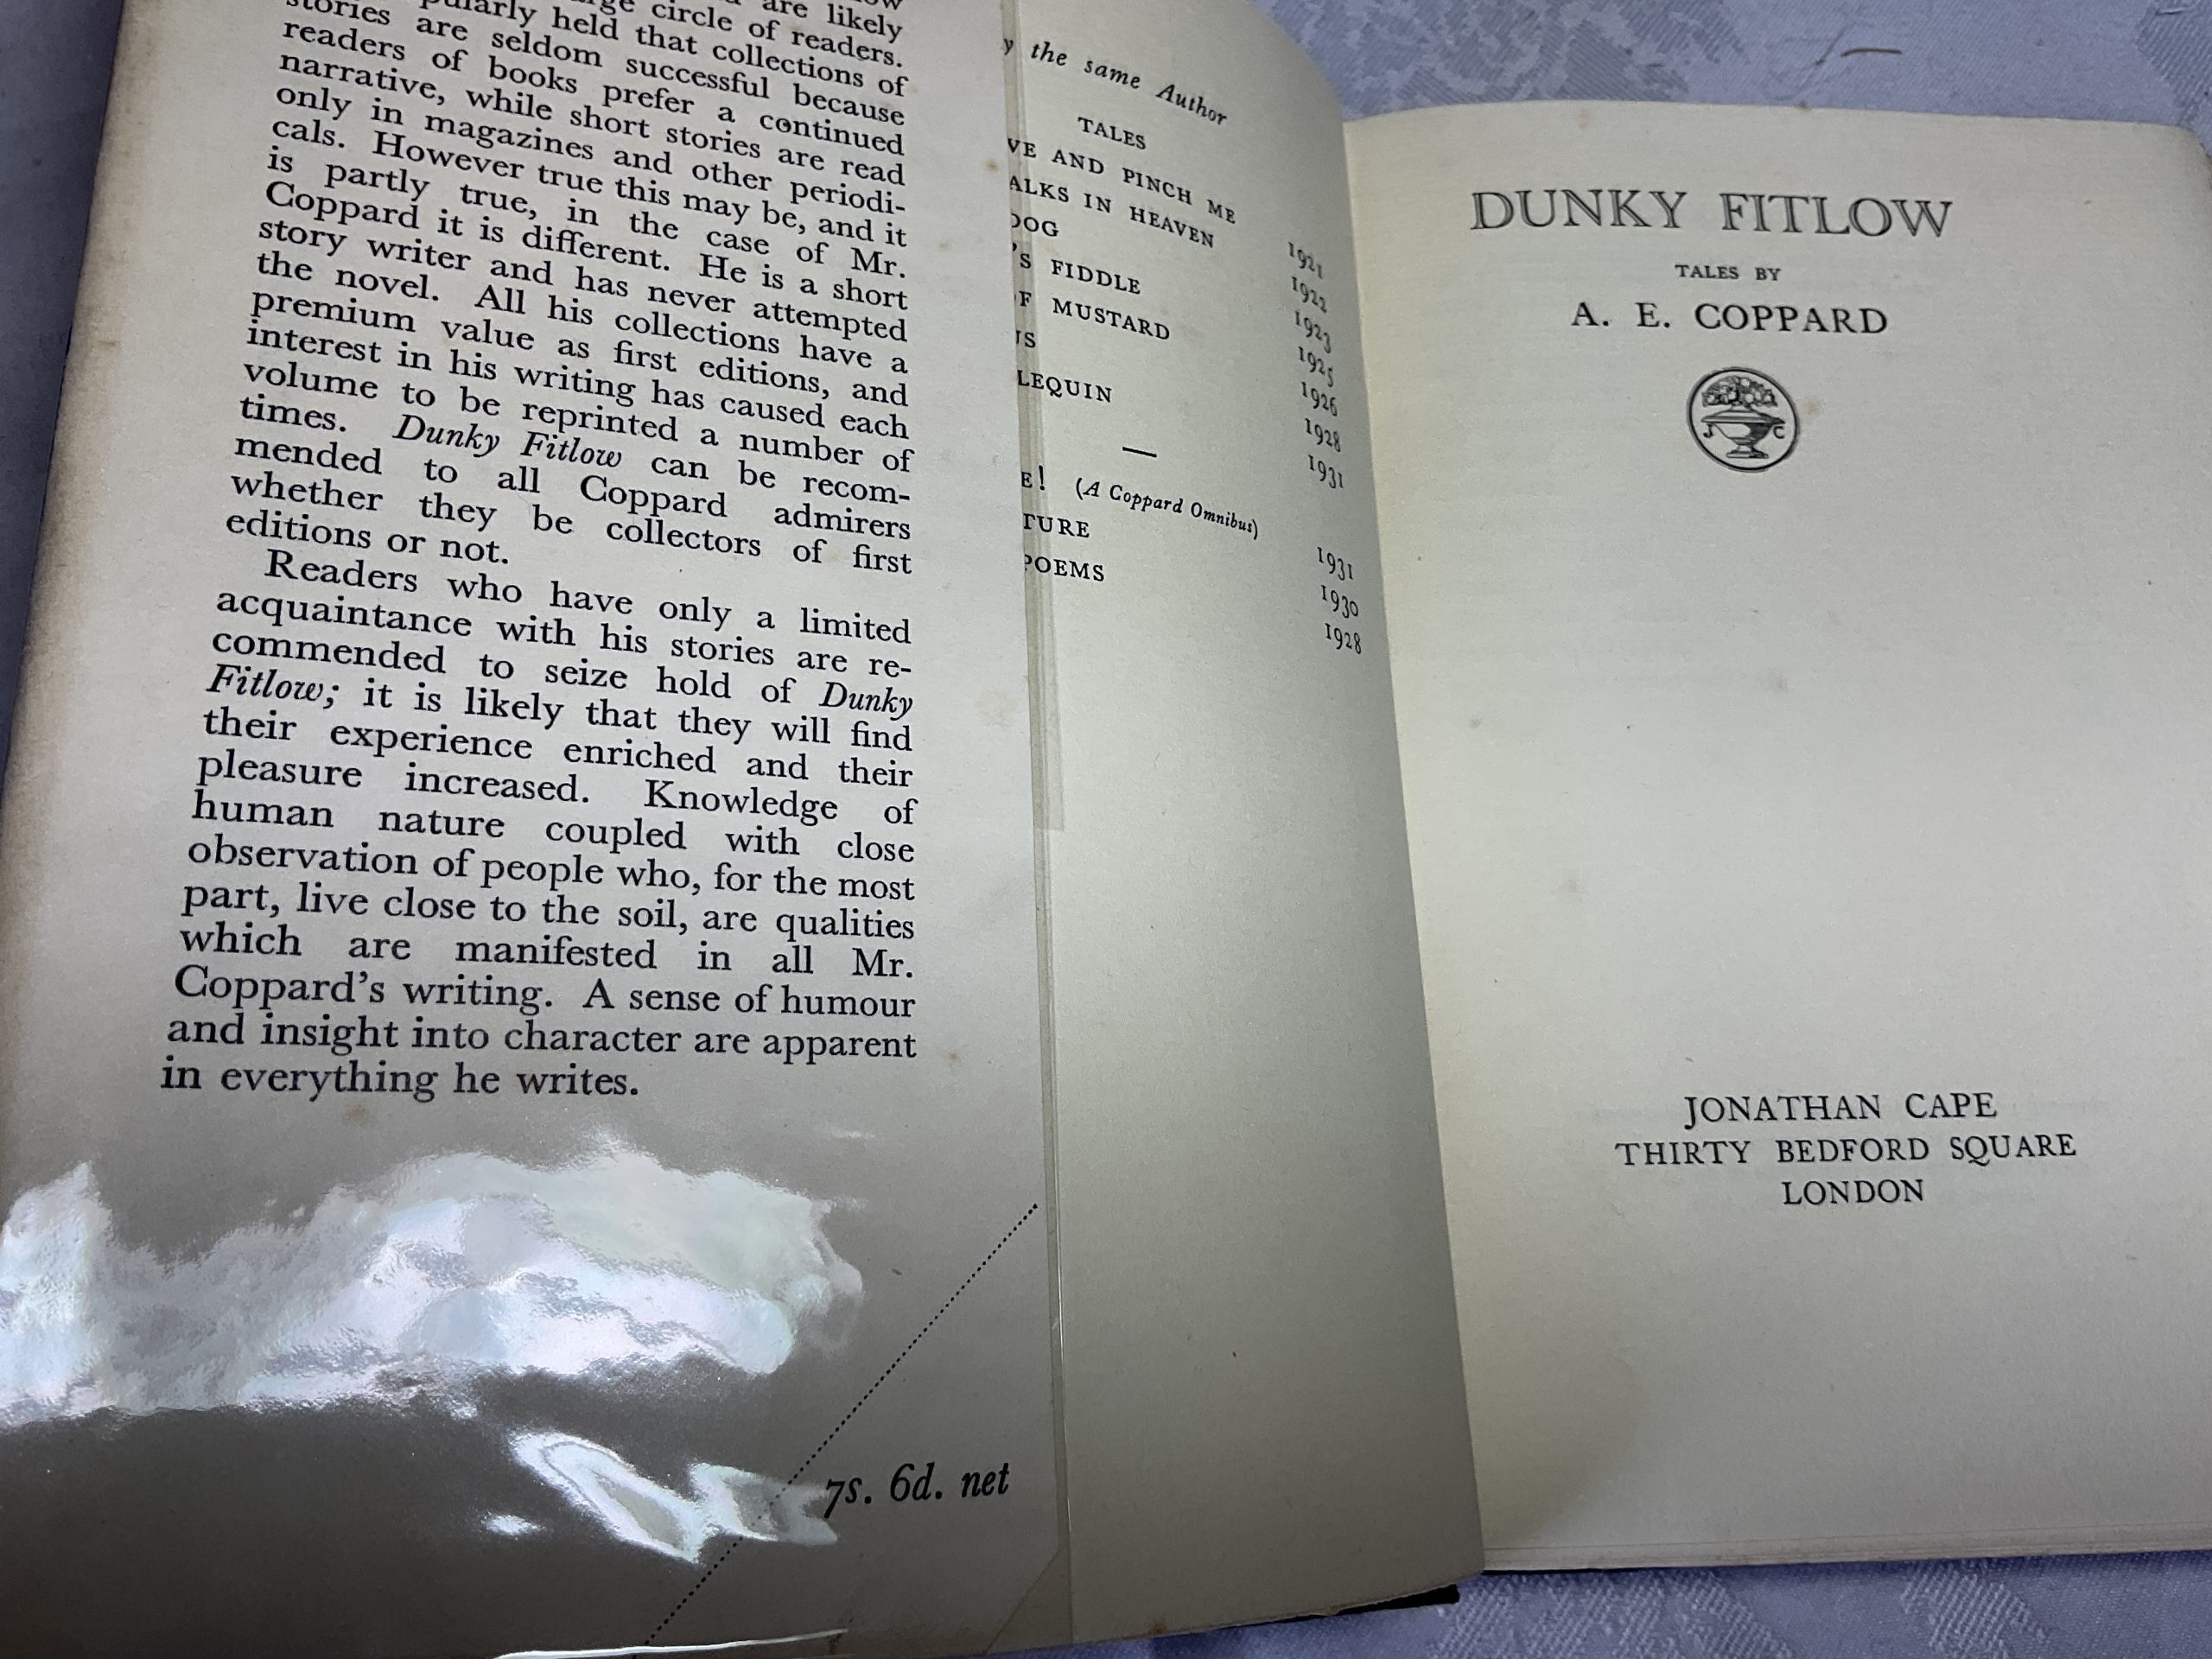 are likely
circle of readers.
held that collections of
stories are seldom successful because
readers of books prefer a continued
narrative, while short stories are read
only in magazines and other periodi-
cals. However true this may be, and it
is partly true, in the case of Mr.
Coppard it is different. He is a short
story writer and has never attempted
the novel. All his collections have a
premium value as first editions, and
interest in his writing has caused each
volume to be reprinted a number of
times. Dunky Fitlow can be recom-
mended to all Coppard admirers
whether they be collectors of first
editions or not.
Readers who have only a limited
acquaintance with his stories are re-
commended to seize hold of Dunky
Fitlow; it is likely that they will find
their experience enriched and their
pleasure increased. Knowledge of
human nature coupled with close
observation of people who, for the most
part, live close to the soil, are qualities
which are manifested in all Mr.
Coppard's writing. A sense of humour
and insight into character are apparent
in everything he writes.
7s. 6d. net
y the same Author
TALES
VE AND PINCH ME 1921
ALKS IN HEAVEN 1922
DOG 1923
'S FIDDLE 1925
F MUSTARD 1926
US 1928
LEQUIN 1931
E! (A Coppard Omnibus) 1931
TURE 1930
POEMS 1928
DUNKY FITLOW
TALES BY
A. E. COPPARD
J C
JONATHAN CAPE
THIRTY BEDFORD SQUARE
LONDON